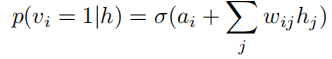 p(v_i = 1|h) = σ(a_i + ∑_j w_{ij}h_j)